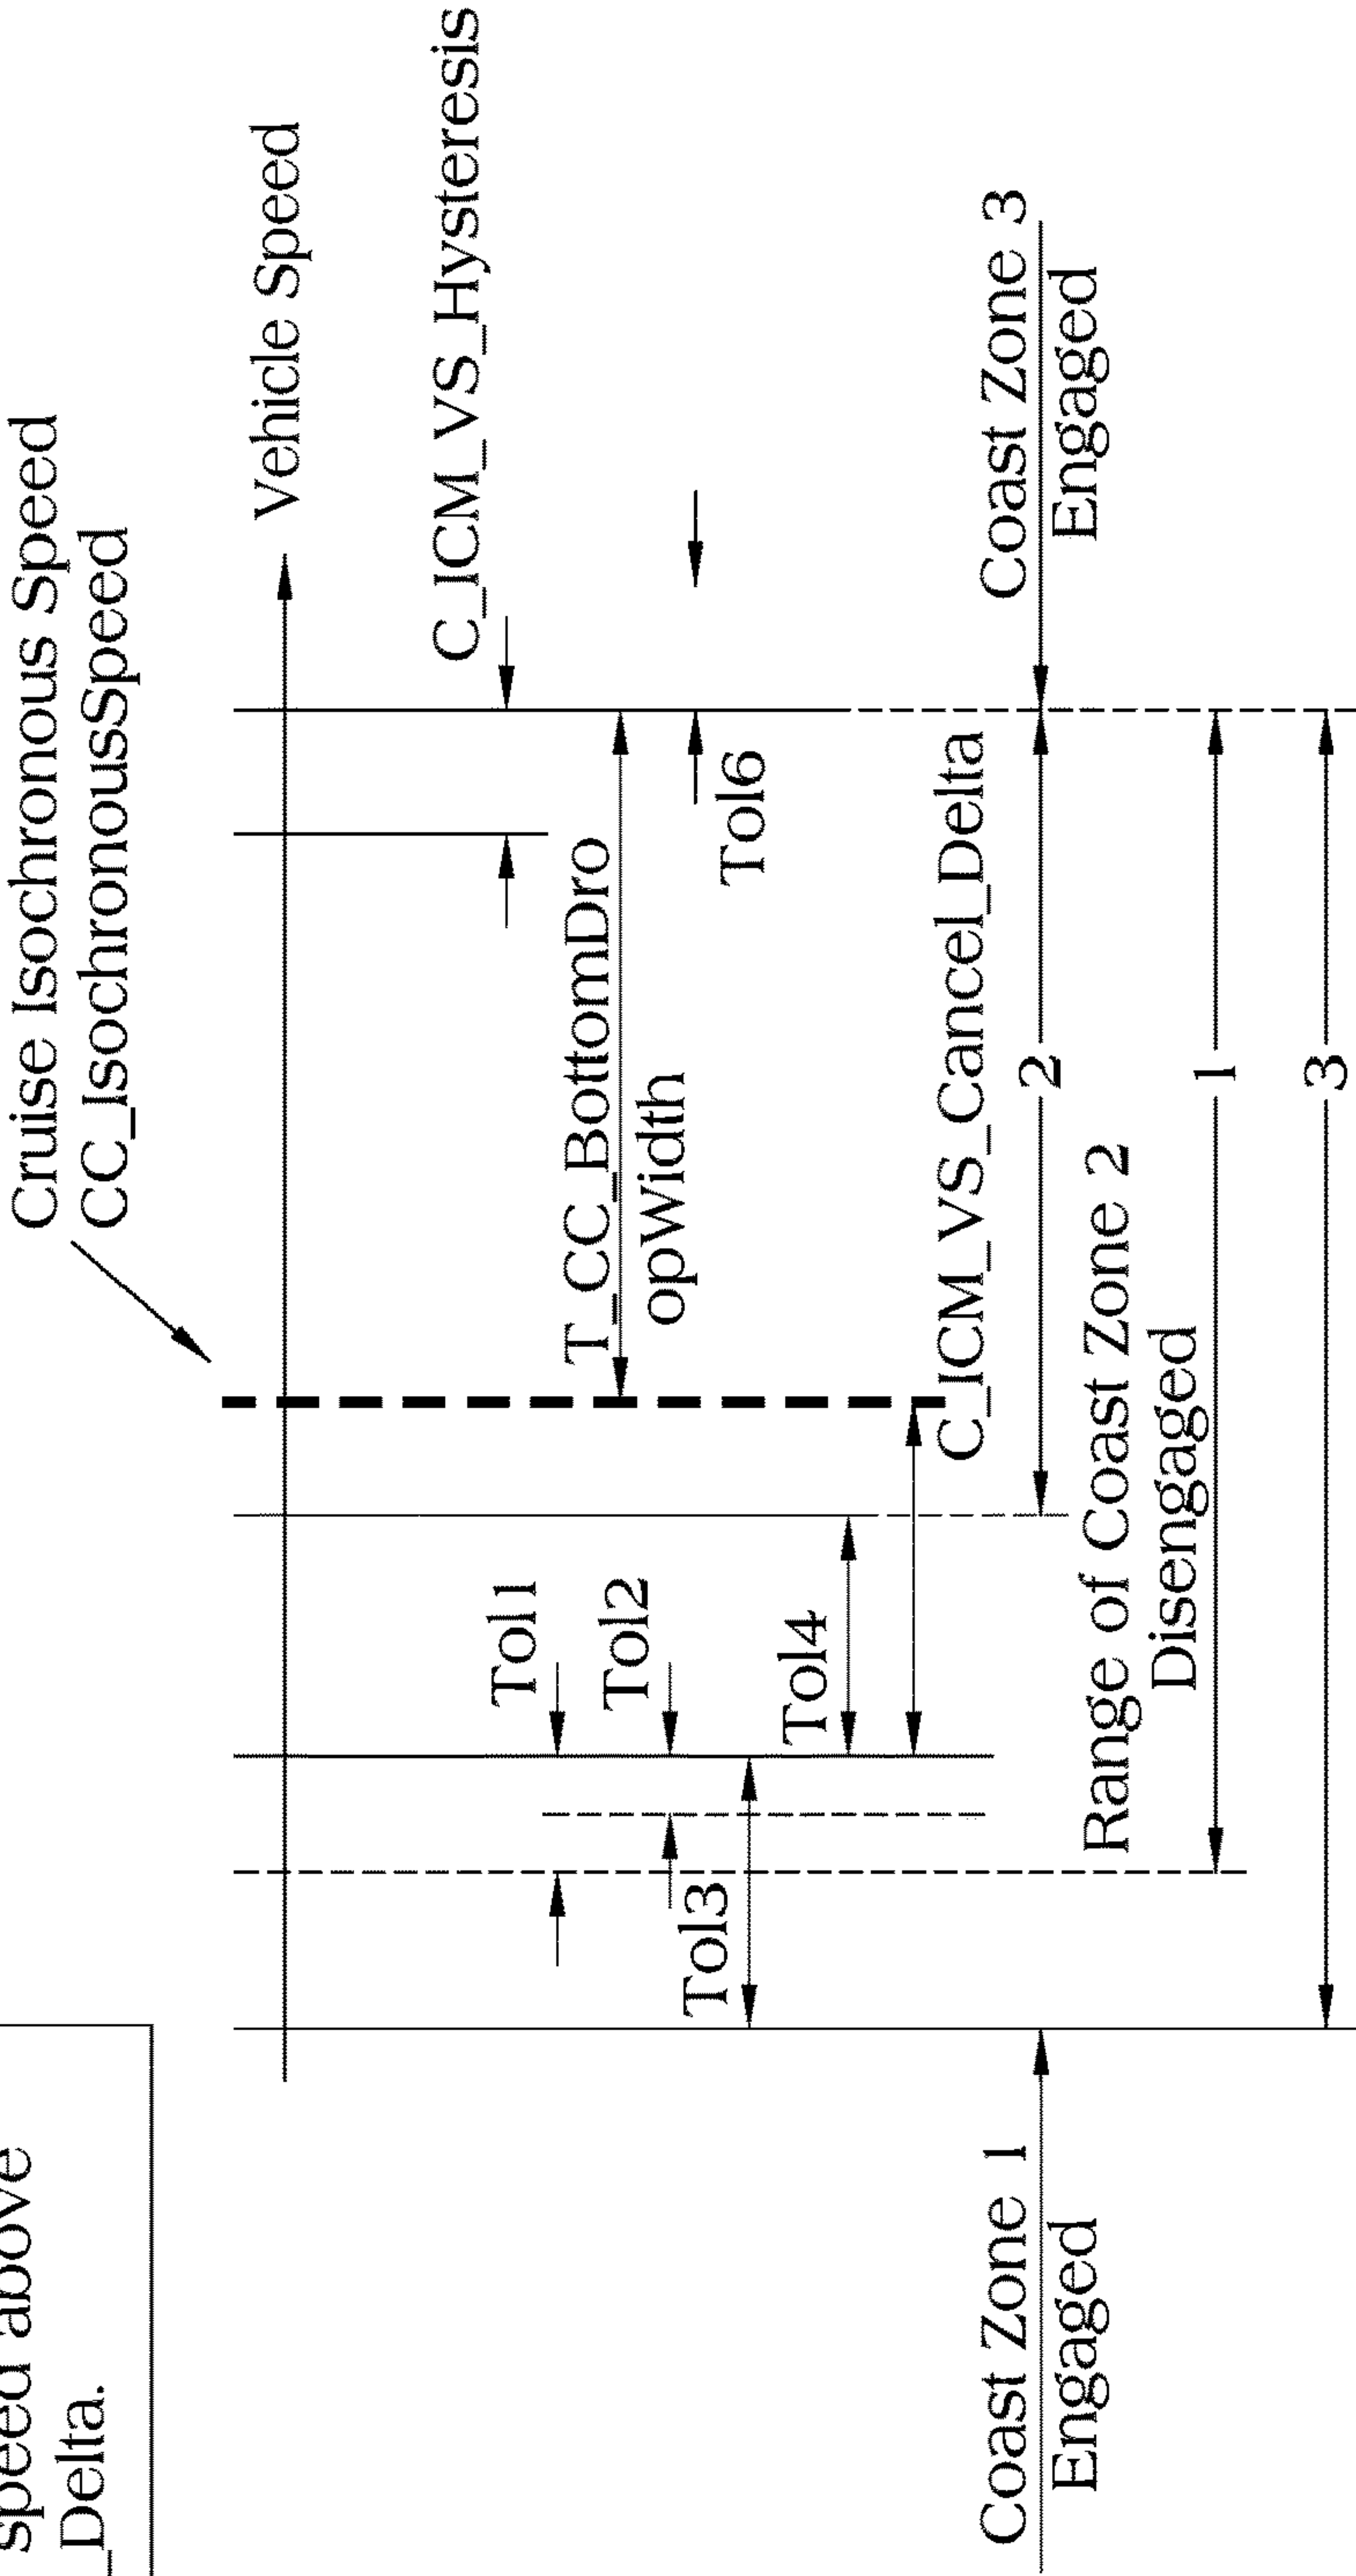 speed above
_Delta.
Cruise Isochronous Speed
CC_IsochronousSpeed
Vehicle Speed
C_ICM_VS_Hysteresis
Tol1
T_CC_BottomDro
opWidth
Tol2
Tol3
Tol6
Tol4
C_ICM_VS_Cancel_Delta
Coast Zone 1
Engaged
2
Coast Zone 3
Engaged
Range of Coast Zone 2
Disengaged
1
3